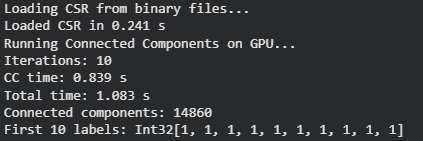 Loading CSR from binary files...
Loaded CSR in 0.241 s
Running Connected Components on GPU...
Iterations: 10
CC time: 0.839 s
Total time: 1.083 s
Connected components: 14860
First 10 labels: Int32[1, 1, 1, 1, 1, 1, 1, 1, 1, 1]